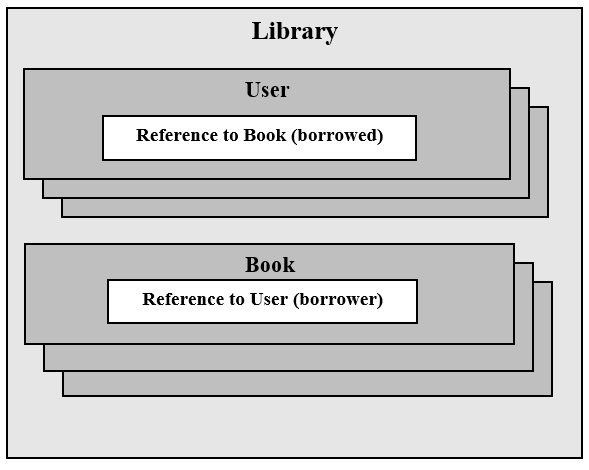 Library
User
Reference to Book (borrowed)
Book
Reference to User (borrower)